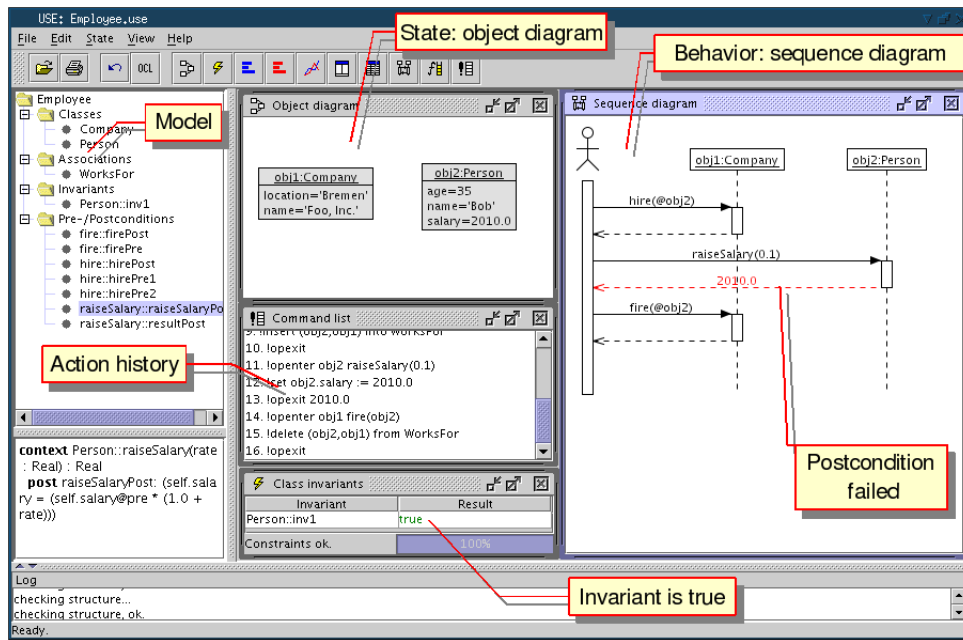 USE: Employee.use
File Edit State View Help
OCL
State: object diagram
Behavior: sequence diagram
Employee
Classes
Company
Person
Associations
WorksFor
Invariants
Person::inv1
Pre-/Postconditions
fire::firePost
fire::firePre
hire::hirePost
hire::hirePre1
hire::hirePre2
raiseSalary::raiseSalaryPo
raiseSalary::resultPost
Model
Action history
context Person::raiseSalary(rate
: Real) : Real
post raiseSalaryPost: (self.sala
ry = (self.salary@pre * (1.0 +
rate)))
Object diagram
obj1:Company
location='Bremen'
name='Foo, Inc.'
obj2:Person
age=35
name='Bob'
salary=2010.0
Command list
9. !insert (obj2,obj1) into WorksFor
10. !opexit
11. !openter obj2 raiseSalary(0.1)
12. !set obj2.salary := 2010.0
13. !opexit 2010.0
14. !openter obj1 fire(obj2)
15. !delete (obj2,obj1) from WorksFor
16. !opexit
Class invariants
Invariant Result
Person::inv1 true
Constraints ok. 100%
Sequence diagram
obj1:Company obj2:Person
hire(@obj2)
raiseSalary(0.1)
2010.0
fire(@obj2)
Postcondition
failed
Invariant is true
Log
checking structure...
checking structure, ok.
Ready.